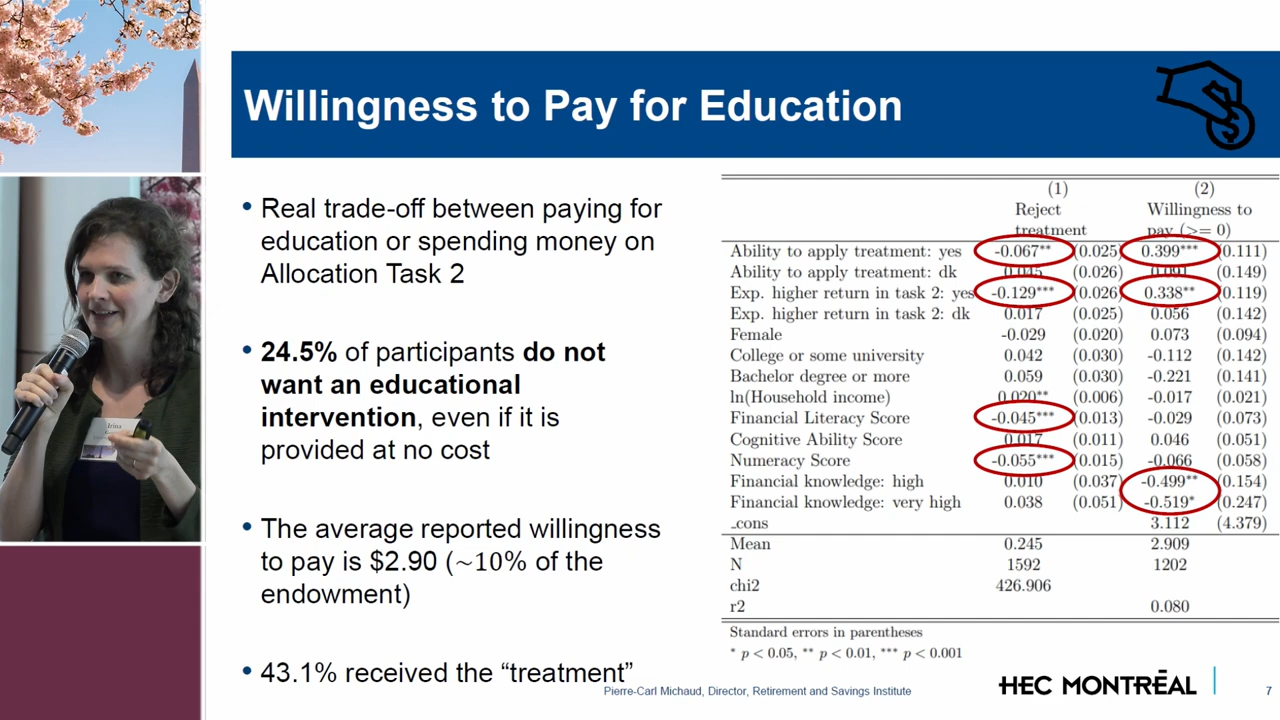 Willingness to Pay for Education
• Real trade-off between paying for
education or spending money on
Allocation Task 2
• 24.5% of participants do not
want an educational
intervention, even if it is
provided at no cost
• The average reported willingness
to pay is $2.90 (~10% of the
endowment)
• 43.1% received the “treatment”
(1) (2)
Reject Willingness to
treatment pay (>= 0)
Ability to apply treatment: yes -0.067** (0.025) 0.399*** (0.111)
Ability to apply treatment: dk 0.045 (0.026) 0.091 (0.149)
Exp. higher return in task 2: yes -0.129*** (0.026) 0.338** (0.119)
Exp. higher return in task 2: dk 0.017 (0.025) 0.056 (0.142)
Female -0.029 (0.020) 0.073 (0.094)
College or some university 0.042 (0.030) -0.112 (0.142)
Bachelor degree or more 0.059 (0.030) -0.221 (0.141)
ln(Household income) 0.020** (0.006) -0.017 (0.021)
Financial Literacy Score -0.045*** (0.013) -0.029 (0.073)
Cognitive Ability Score 0.017 (0.011) 0.046 (0.051)
Numeracy Score -0.055*** (0.015) -0.066 (0.058)
Financial knowledge: high 0.010 (0.037) -0.499** (0.154)
Financial knowledge: very high 0.038 (0.051) -0.519* (0.247)
_cons 3.112 (4.379)
Mean 0.245 2.909
N 1592 1202
chi2 426.906
r2 0.080
Standard errors in parentheses
* p < 0.05, ** p < 0.01, *** p < 0.001
Irina
Pierre-Carl Michaud, Director, Retirement and Savings Institute
HEC MONTRĒAL
7